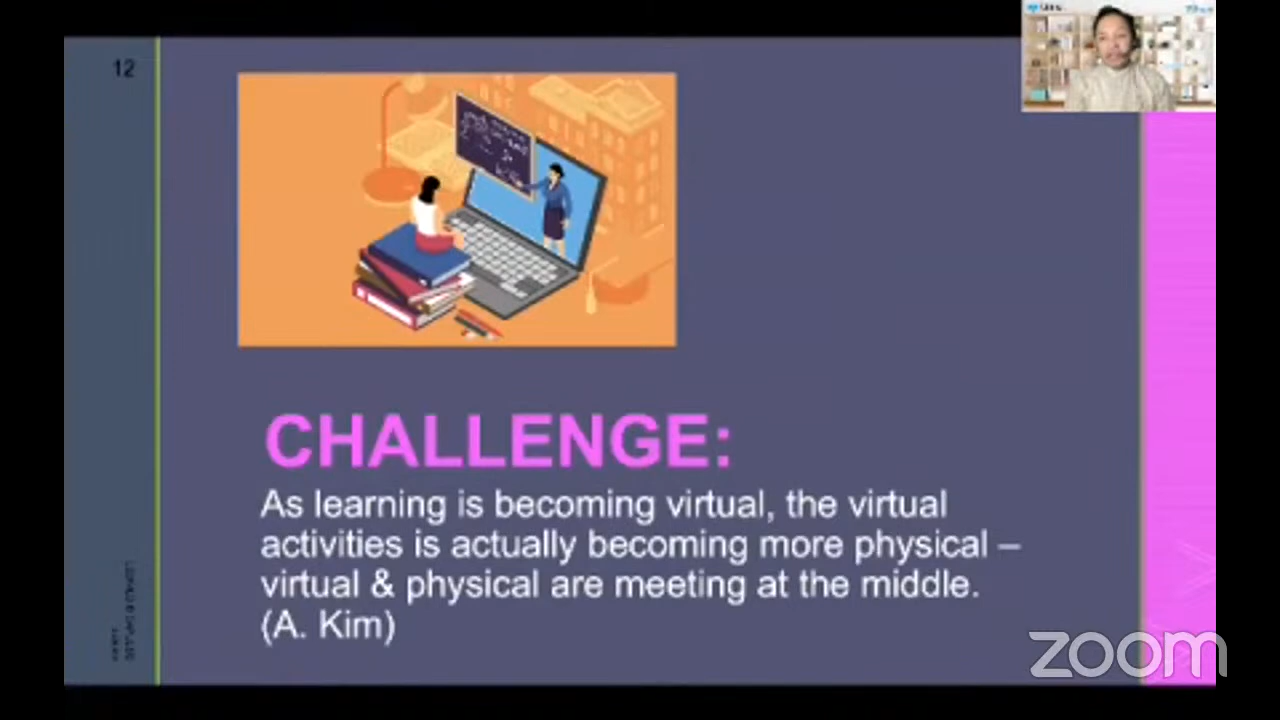 12
CHALLENGE:
As learning is becoming virtual, the virtual
activities is actually becoming more physical –
virtual & physical are meeting at the middle.
(A. Kim)
zoom